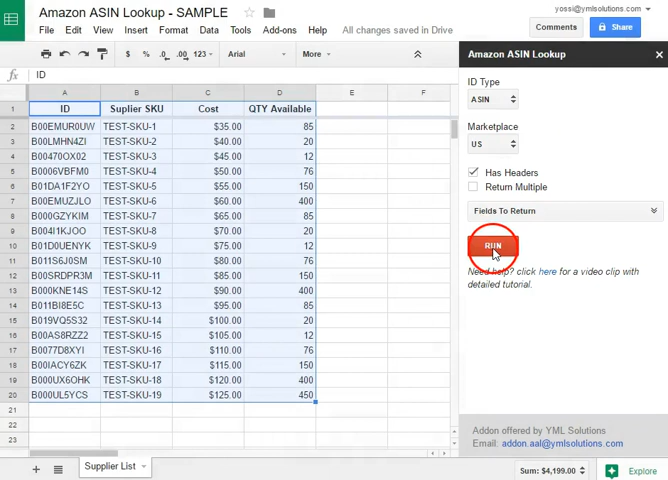 Amazon ASIN Lookup - SAMPLE
yossi@ymlsolutions.com
File Edit View Insert Format Data Tools Add-ons Help All changes saved in Drive
Comments
Share
$ % .0 .00 123 Arial More
fx ID
A B C D E F
1 ID Suplier SKU Cost QTY Available
2 B00EMUR0UW TEST-SKU-1 $35.00 85
3 B00LMHN4ZI TEST-SKU-2 $40.00 20
4 B00470OX02 TEST-SKU-3 $45.00 12
5 B0006VBFM0 TEST-SKU-4 $50.00 76
6 B01DA1F2YO TEST-SKU-5 $55.00 150
7 B00EMUZJLO TEST-SKU-6 $60.00 400
8 B000GZYKIM TEST-SKU-7 $65.00 85
9 B004I1KJOO TEST-SKU-8 $70.00 20
10 B01D0UENYK TEST-SKU-9 $75.00 12
11 B011S6J0SM TEST-SKU-10 $80.00 76
12 B00SRDPR3M TEST-SKU-11 $85.00 150
13 B000KNE14S TEST-SKU-12 $90.00 400
14 B011BI8E5C TEST-SKU-13 $95.00 85
15 B019VQ5S32 TEST-SKU-14 $100.00 20
16 B00AS8RZZ2 TEST-SKU-15 $105.00 12
17 B0077D8XYI TEST-SKU-16 $110.00 76
18 B00IACY6ZK TEST-SKU-17 $115.00 150
19 B000UX6OHK TEST-SKU-18 $120.00 400
20 B000UL5YCS TEST-SKU-19 $125.00 450
21
22
23
Supplier List
Sum: $4,199.00
Explore
Amazon ASIN Lookup
ID Type
ASIN
Marketplace
US
Has Headers
Return Multiple
Fields To Return
RUN
Need help? click here for a video clip with
detailed tutorial.
Addon offered by YML Solutions
Email: addon.aal@ymlsolutions.com